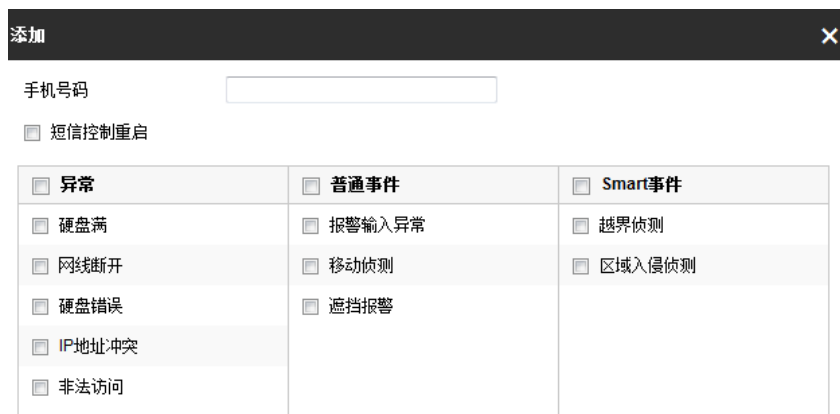 添加
手机号码
短信控制重启
异常 普通事件 Smart事件
硬盘满 报警输入异常 越界侦测
网线断开 移动侦测 区域入侵侦测
硬盘错误 遮挡报警
IP地址冲突
非法访问